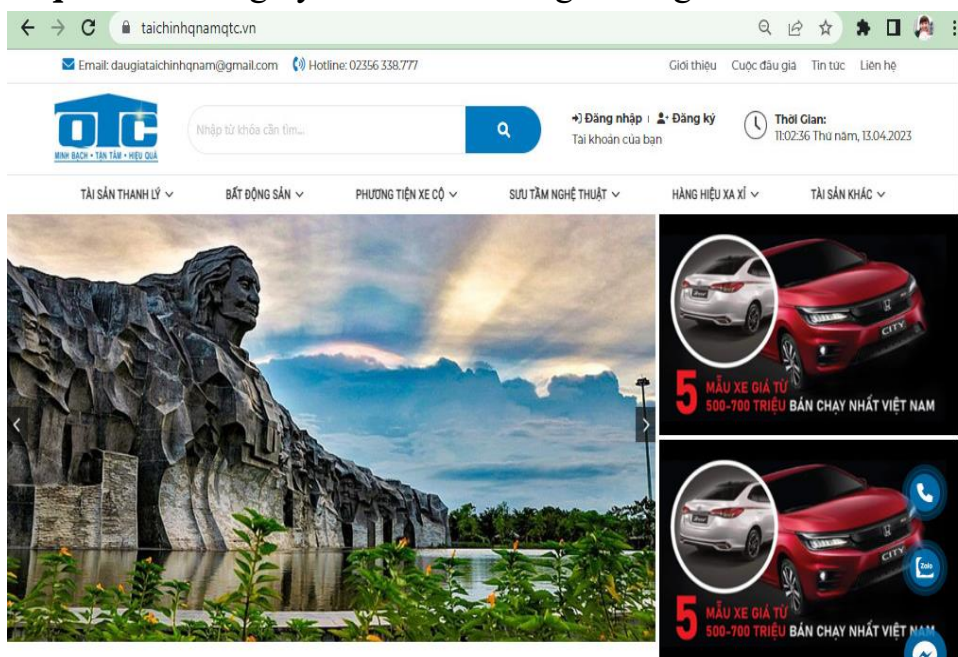 taichinhqnamqtc.vn
Email: daugiataichinhqnam@gmail.com Hotline: 02356 338.777 Giới thiệu Cuộc đấu giá Tin tức Liên hệ
QTC
MINH BẠCH • TẬN TÂM • HIỆU QUẢ
Nhập từ khóa cần tìm...
Đăng nhập | Đăng ký
Tài khoản của bạn
Thời Gian:
11:02:36 Thứ năm, 13.04.2023
TÀI SẢN THANH LÝ BẤT ĐỘNG SẢN PHƯƠNG TIỆN XE CỘ SƯU TẦM NGHỆ THUẬT HÀNG HIỆU XA XỈ TÀI SẢN KHÁC
CITY
5 MẪU XE GIÁ TỪ
500-700 TRIỆU BÁN CHẠY NHẤT VIỆT NAM
CITY
Zalo
5 MẪU XE GIÁ TỪ
500-700 TRIỆU BÁN CHẠY NHẤT VIỆT NAM